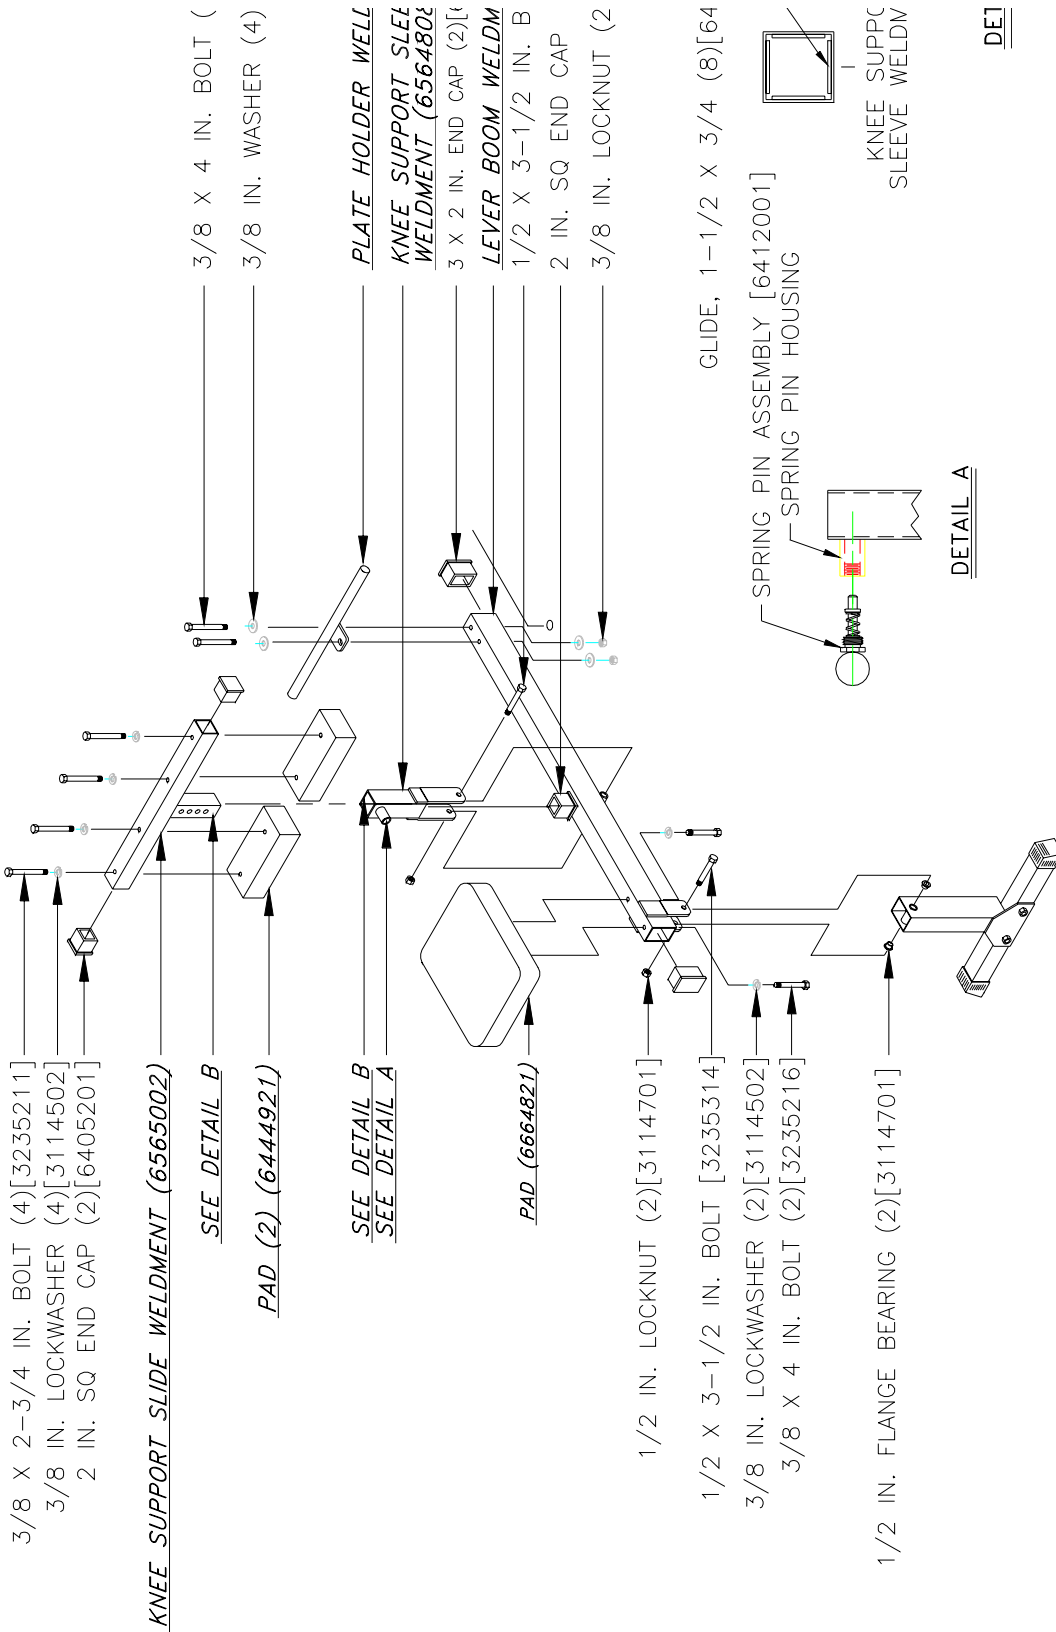 3/8 X 2-3/4 IN. BOLT (4)[3235211]
3/8 IN. LOCKWASHER (4)[3114502]
2 IN. SQ END CAP (2)[6405201]
KNEE SUPPORT SLIDE WELDMENT (6565002)
SEE DETAIL B
PAD (2) (6444921)
SEE DETAIL B
SEE DETAIL A
PAD (6664821)
1/2 IN. LOCKNUT (2)[3114701]
1/2 X 3-1/2 IN. BOLT [3235314]
3/8 IN. LOCKWASHER (2)[3114502]
3/8 X 4 IN. BOLT (2)[3235216]
1/2 IN. FLANGE BEARING (2)[3114701]
3/8 X 4 IN. BOLT (
3/8 IN. WASHER (4)
PLATE HOLDER WELD
KNEE SUPPORT SLEE
WELDMENT (6564808
3 X 2 IN. END CAP (2)[6
LEVER BOOM WELDM
1/2 X 3-1/2 IN. B
2 IN. SQ END CAP
3/8 IN. LOCKNUT (2
GLIDE, 1-1/2 X 3/4 (8)[64
SPRING PIN ASSEMBLY [6412001]
SPRING PIN HOUSING
DETAIL A
KNEE SUPPO
SLEEVE WELDM
DET